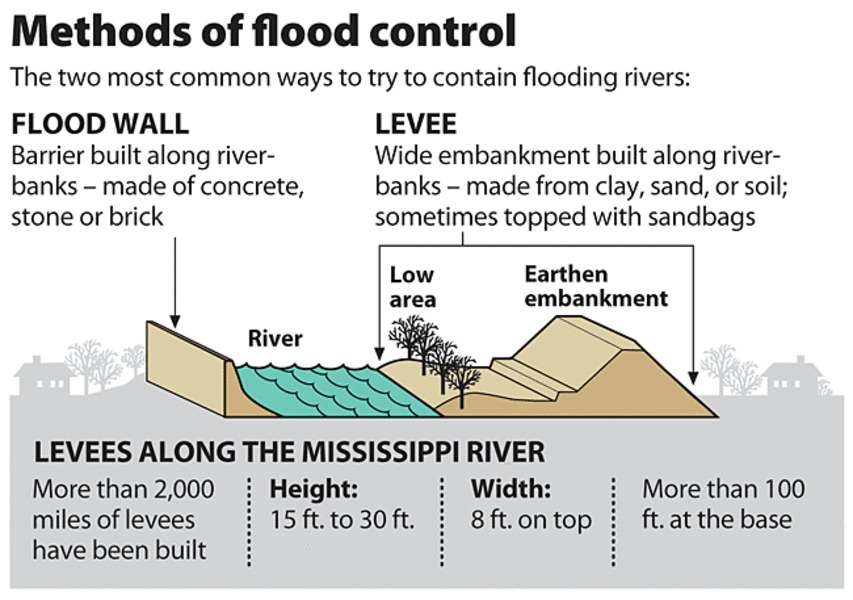 Methods of flood control
The two most common ways to try to contain flooding rivers:
FLOOD WALL
Barrier built along river-
banks – made of concrete,
stone or brick
LEVEE
Wide embankment built along river-
banks – made from clay, sand, or soil;
sometimes topped with sandbags
Low
area
Earthen
embankment
River
LEVEES ALONG THE MISSISSIPPI RIVER
More than 2,000
miles of levees
have been built
Height:
15 ft. to 30 ft.
Width:
8 ft. on top
More than 100
ft. at the base